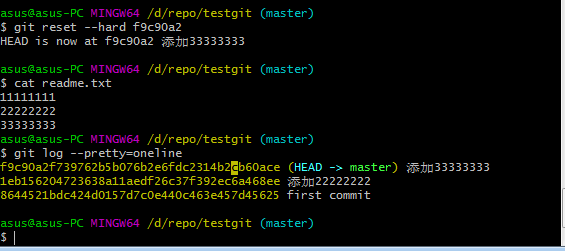 asus@asus-PC MINGW64 /d/repo/testgit (master)
$ git reset --hard f9c90a2
HEAD is now at f9c90a2 添加33333333
asus@asus-PC MINGW64 /d/repo/testgit (master)
$ cat readme.txt
11111111
22222222
33333333
asus@asus-PC MINGW64 /d/repo/testgit (master)
$ git log --pretty=oneline
f9c90a2f739762b5b076b2e6fdc2314b2cb60ace (HEAD -> master) 添加33333333
1eb156204723638a11aedf26c37f392ec6a468ee 添加22222222
8644521bdc424d0157d7c0e440c463e457d45625 first commit
asus@asus-PC MINGW64 /d/repo/testgit (master)
$